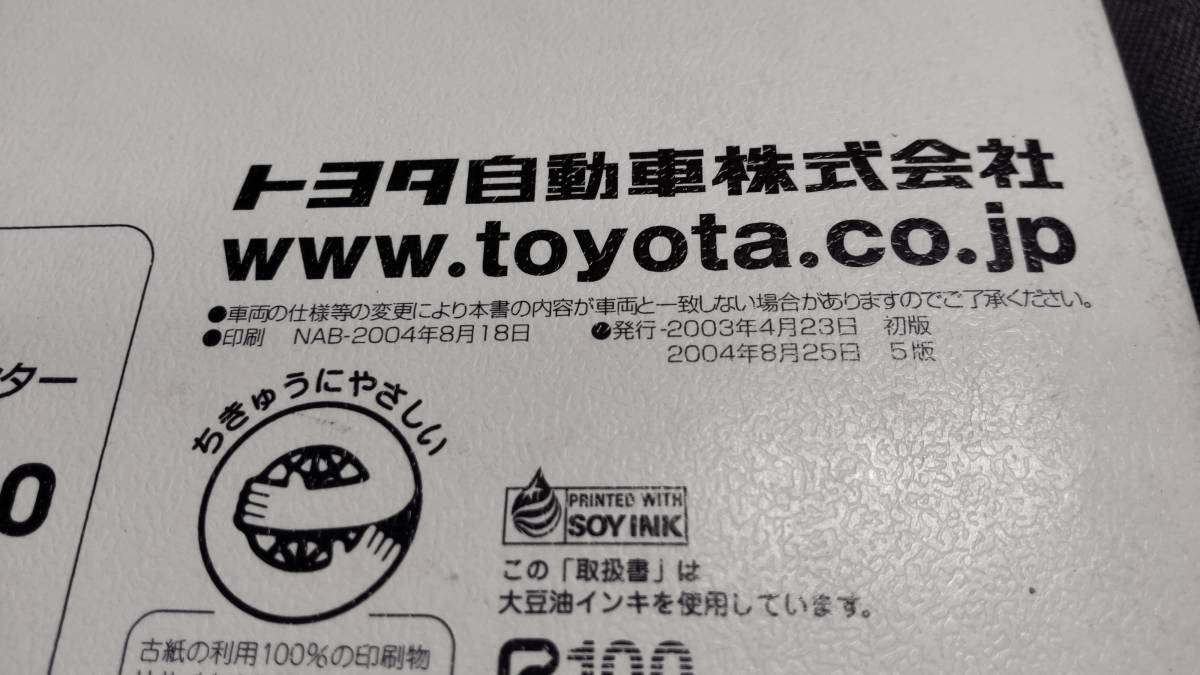 トヨタ自動車株式会社
www.toyota.co.jp
●車両の仕様等の変更により本書の内容が車両と一致しない場合がありますのでご了承ください。
●印刷 NAB-2004年8月18日 ●発行-2003年4月23日 初版
2004年8月25日 5版
ター
0
ちきゅうにやさしい
PRINTED WITH
SOY INK
この「取扱書」は
大豆油インキを使用しています。
古紙の利用100%の印刷物
R100